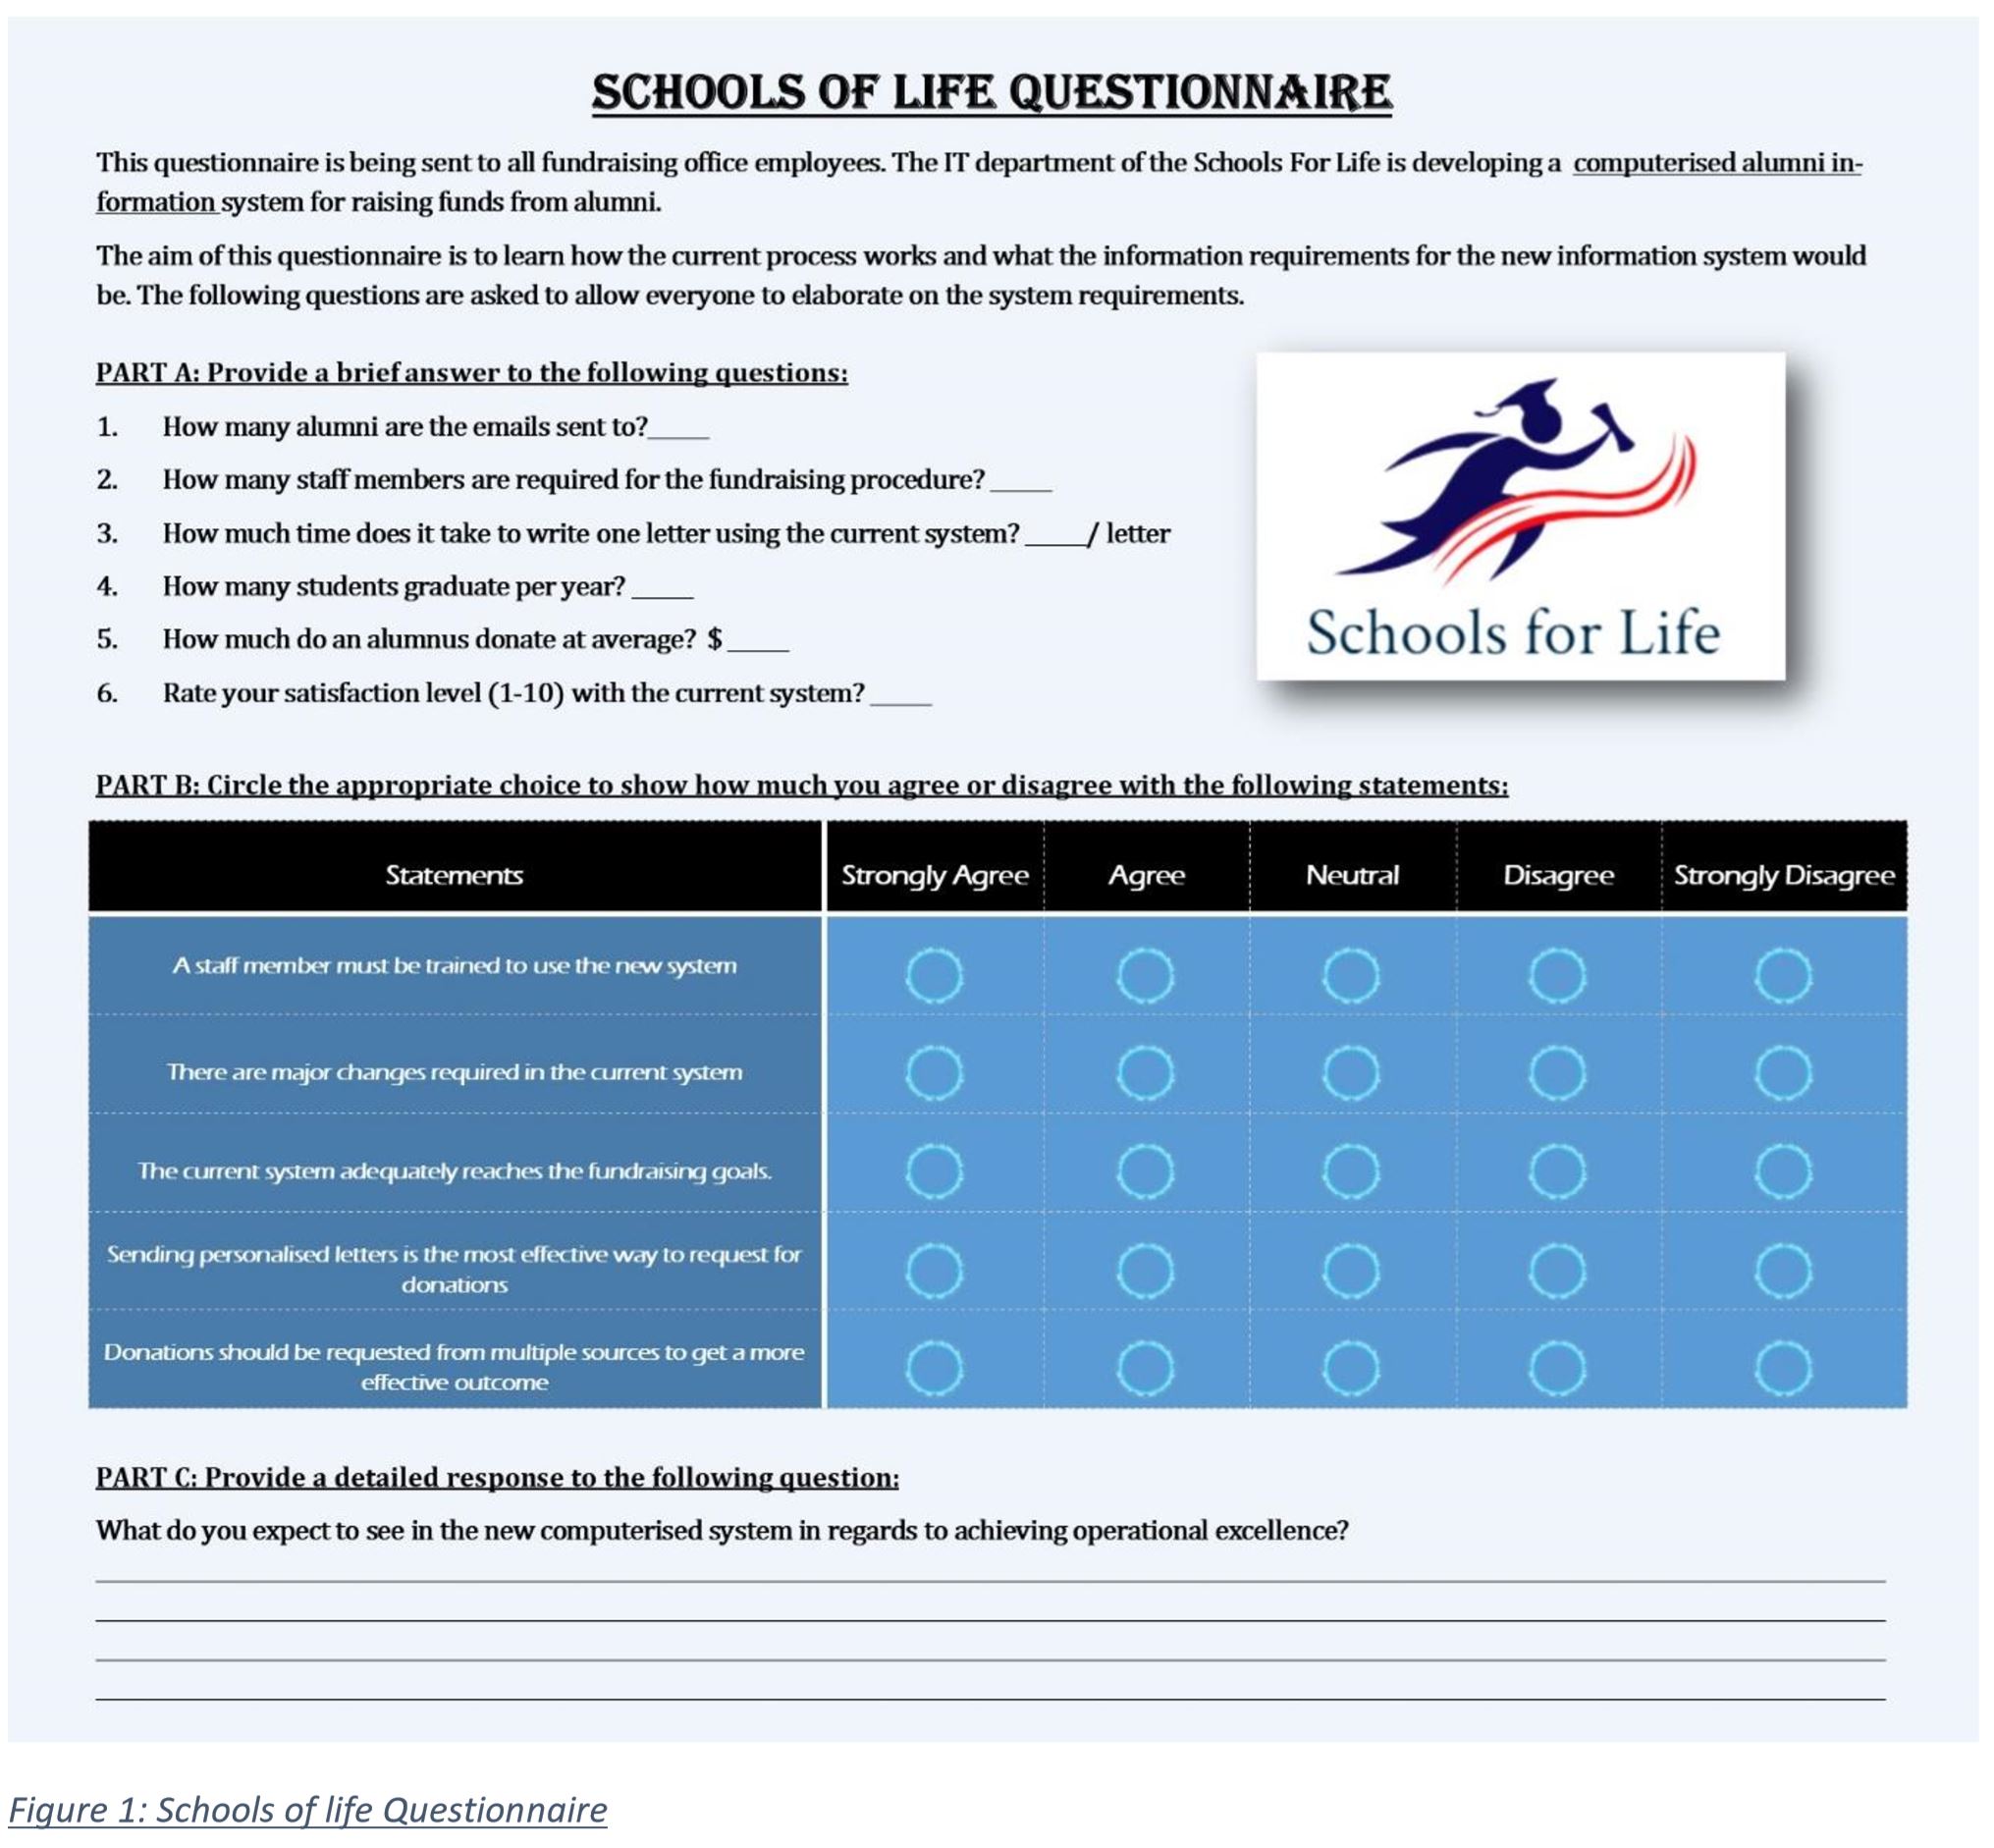 SCHOOLS OF LIFE QUESTIONNAIRE
This questionnaire is being sent to all fundraising office employees. The IT department of the Schools For Life is developing a computerised alumni in-
formation system for raising funds from alumni.
The aim of this questionnaire is to learn how the current process works and what the information requirements for the new information system would
be. The following questions are asked to allow everyone to elaborate on the system requirements.
PART A: Provide a brief answer to the following questions:
1. How many alumni are the emails sent to?_____
2. How many staff members are required for the fundraising procedure? _____
3. How much time does it take to write one letter using the current system? _____/ letter
4. How many students graduate per year? _____
5. How much do an alumnus donate at average? $ _____
6. Rate your satisfaction level (1-10) with the current system? _____
Schools for Life
PART B: Circle the appropriate choice to show how much you agree or disagree with the following statements:
Statements Strongly Agree Agree Neutral Disagree Strongly Disagree
A staff member must be trained to use the new system
There are major changes required in the current system
The current system adequately reaches the fundraising goals.
Sending personalised letters is the most effective way to request for
donations
Donations should be requested from multiple sources to get a more
effective outcome
PART C: Provide a detailed response to the following question:
What do you expect to see in the new computerised system in regards to achieving operational excellence?
Figure 1: Schools of life Questionnaire